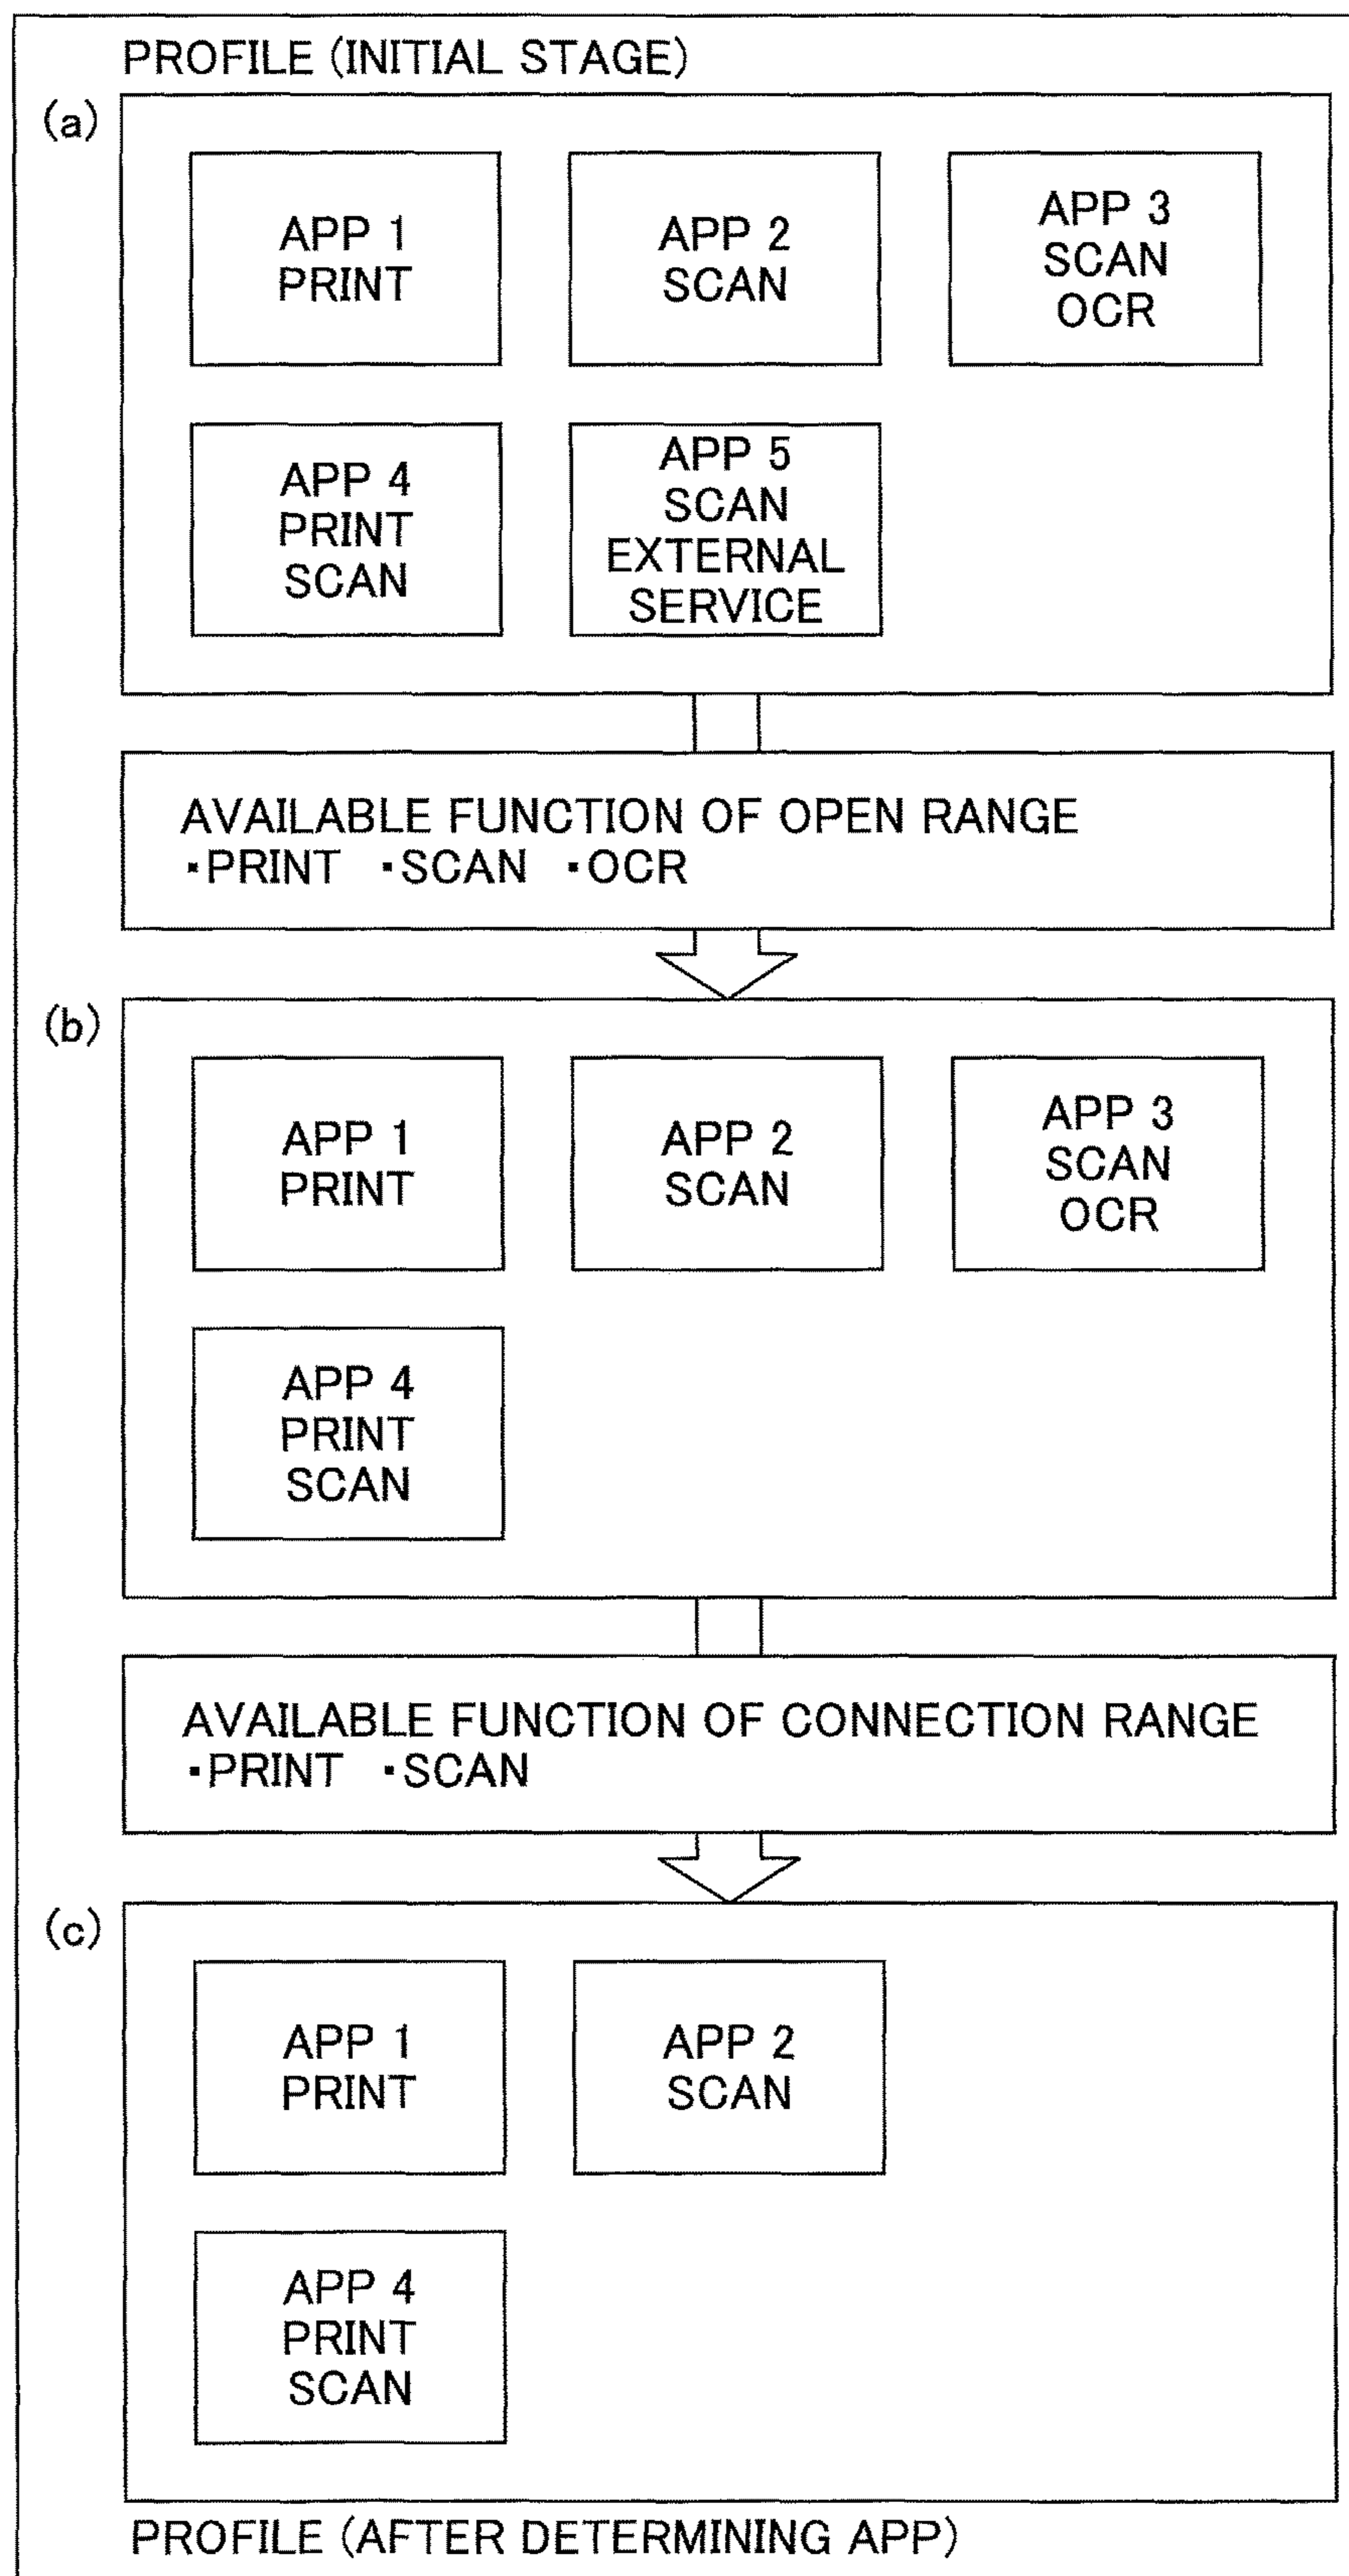 PROFILE (INITIAL STAGE)
(a)
APP 1
PRINT
APP 2
SCAN
APP 3
SCAN
OCR
APP 4
PRINT
SCAN
APP 5
SCAN
EXTERNAL
SERVICE
AVAILABLE FUNCTION OF OPEN RANGE
・PRINT ・SCAN ・OCR
(b)
APP 1
PRINT
APP 2
SCAN
APP 3
SCAN
OCR
APP 4
PRINT
SCAN
AVAILABLE FUNCTION OF CONNECTION RANGE
・PRINT ・SCAN
(c)
APP 1
PRINT
APP 2
SCAN
APP 4
PRINT
SCAN
PROFILE (AFTER DETERMINING APP)